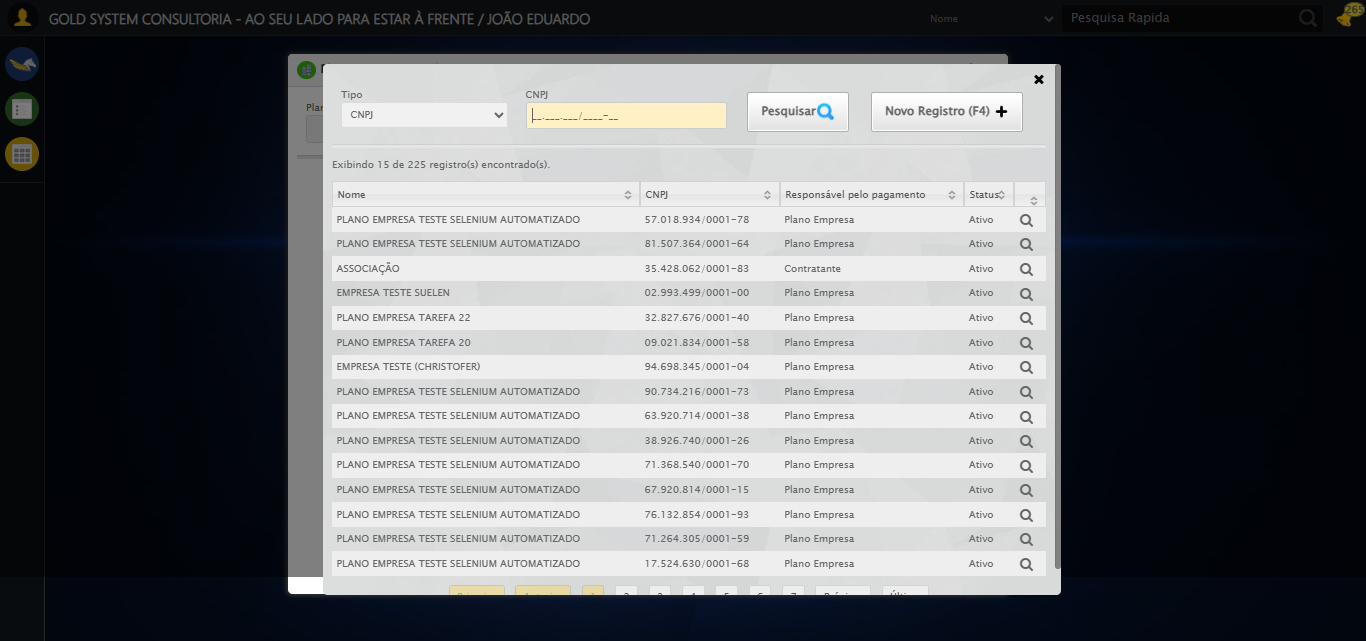 GOLD SYSTEM CONSULTORIA - AO SEU LADO PARA ESTAR À FRENTE / JOÃO EDUARDO
Nome
Pesquisa Rapida
265
Plan
Tipo
CNPJ
CNPJ
__.___.___/____-__
Pesquisar
Novo Registro (F4)
Exibindo 15 de 225 registro(s) encontrado(s).
Nome CNPJ Responsável pelo pagamento Status
PLANO EMPRESA TESTE SELENIUM AUTOMATIZADO 57.018.934/0001-78 Plano Empresa Ativo
PLANO EMPRESA TESTE SELENIUM AUTOMATIZADO 81.507.364/0001-64 Plano Empresa Ativo
ASSOCIAÇÃO 35.428.062/0001-83 Contratante Ativo
EMPRESA TESTE SUELEN 02.993.499/0001-00 Plano Empresa Ativo
PLANO EMPRESA TAREFA 22 32.827.676/0001-40 Plano Empresa Ativo
PLANO EMPRESA TAREFA 20 09.021.834/0001-58 Plano Empresa Ativo
EMPRESA TESTE (CHRISTOFER) 94.698.345/0001-04 Plano Empresa Ativo
PLANO EMPRESA TESTE SELENIUM AUTOMATIZADO 90.734.216/0001-73 Plano Empresa Ativo
PLANO EMPRESA TESTE SELENIUM AUTOMATIZADO 63.920.714/0001-38 Plano Empresa Ativo
PLANO EMPRESA TESTE SELENIUM AUTOMATIZADO 38.926.740/0001-26 Plano Empresa Ativo
PLANO EMPRESA TESTE SELENIUM AUTOMATIZADO 71.368.540/0001-70 Plano Empresa Ativo
PLANO EMPRESA TESTE SELENIUM AUTOMATIZADO 67.920.814/0001-15 Plano Empresa Ativo
PLANO EMPRESA TESTE SELENIUM AUTOMATIZADO 76.132.854/0001-93 Plano Empresa Ativo
PLANO EMPRESA TESTE SELENIUM AUTOMATIZADO 71.264.305/0001-59 Plano Empresa Ativo
PLANO EMPRESA TESTE SELENIUM AUTOMATIZADO 17.524.630/0001-68 Plano Empresa Ativo